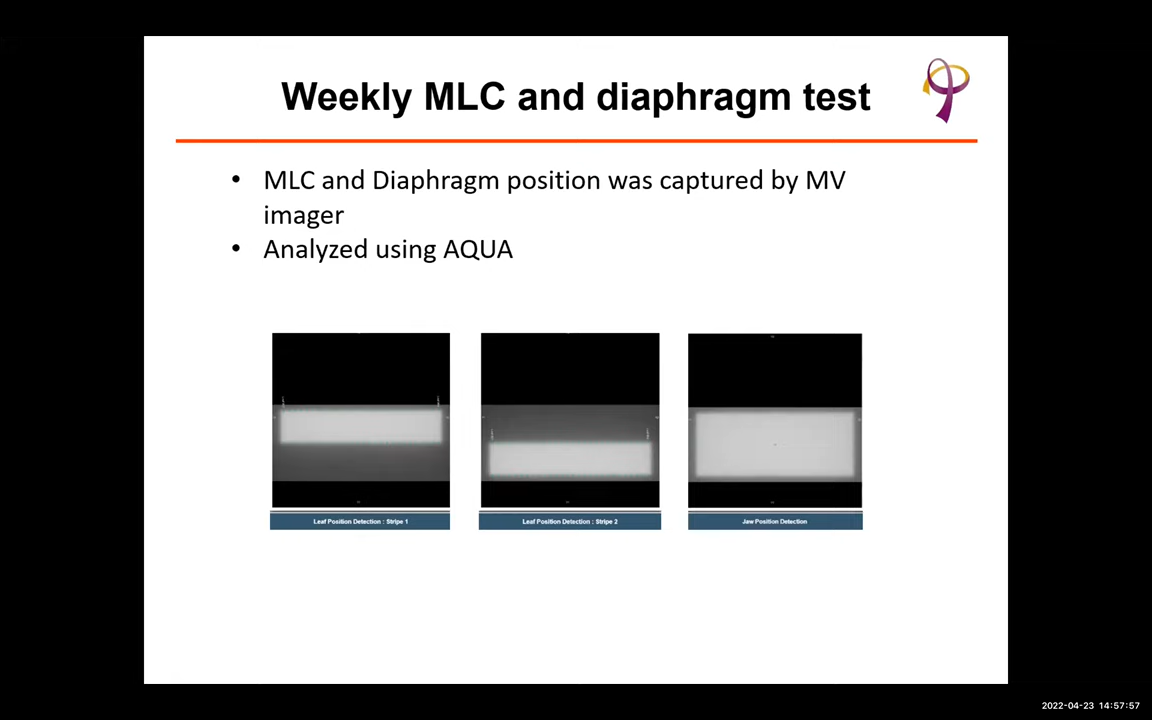 Weekly MLC and diaphragm test
• MLC and Diaphragm position was captured by MV
imager
• Analyzed using AQUA
Leaf Position Detection : Stripe 1
Leaf Position Detection : Stripe 2
Jaw Position Detection
2022-04-23 14:57:57